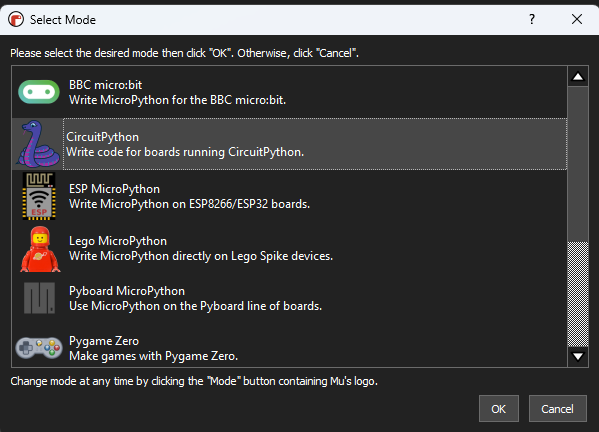 Select Mode
?
Please select the desired mode then click "OK". Otherwise, click "Cancel".
BBC micro:bit
Write MicroPython for the BBC micro:bit.
CircuitPython
Write code for boards running CircuitPython.
ESP
ESP MicroPython
Write MicroPython on ESP8266/ESP32 boards.
Lego MicroPython
Write MicroPython directly on Lego Spike devices.
Pyboard MicroPython
Use MicroPython on the Pyboard line of boards.
Pygame Zero
Make games with Pygame Zero.
Change mode at any time by clicking the "Mode" button containing Mu's logo.
OK
Cancel